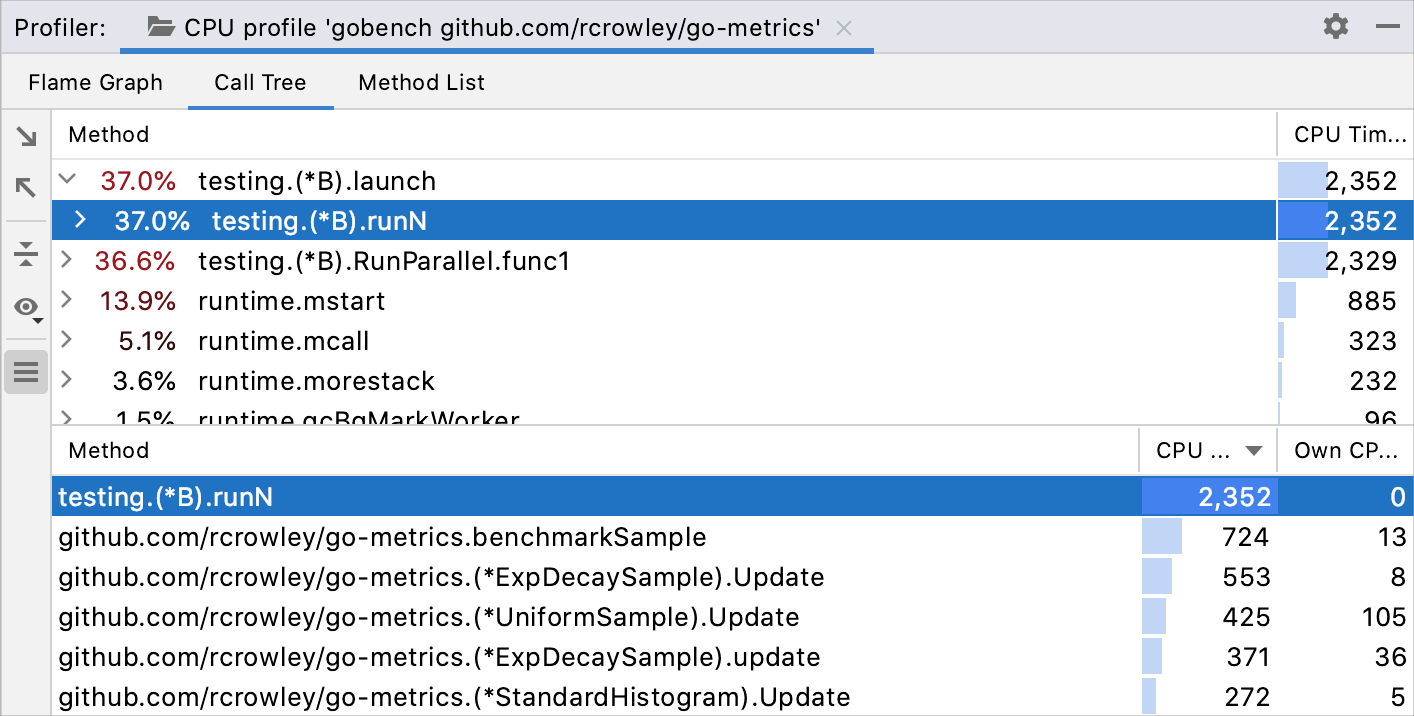 Profiler: CPU profile 'gobench github.com/rcrowley/go-metrics'
Flame Graph Call Tree Method List
Method CPU Tim...
37.0% testing.(*B).launch 2,352
37.0% testing.(*B).runN 2,352
36.6% testing.(*B).RunParallel.func1 2,329
13.9% runtime.mstart 885
5.1% runtime.mcall 323
3.6% runtime.morestack 232
1.5% runtime.gcBgMarkWorker 96
Method CPU ... Own CP...
testing.(*B).runN 2,352 0
github.com/rcrowley/go-metrics.benchmarkSample 724 13
github.com/rcrowley/go-metrics.(*ExpDecaySample).Update 553 8
github.com/rcrowley/go-metrics.(*UniformSample).Update 425 105
github.com/rcrowley/go-metrics.(*ExpDecaySample).update 371 36
github.com/rcrowley/go-metrics.(*StandardHistogram).Update 272 5